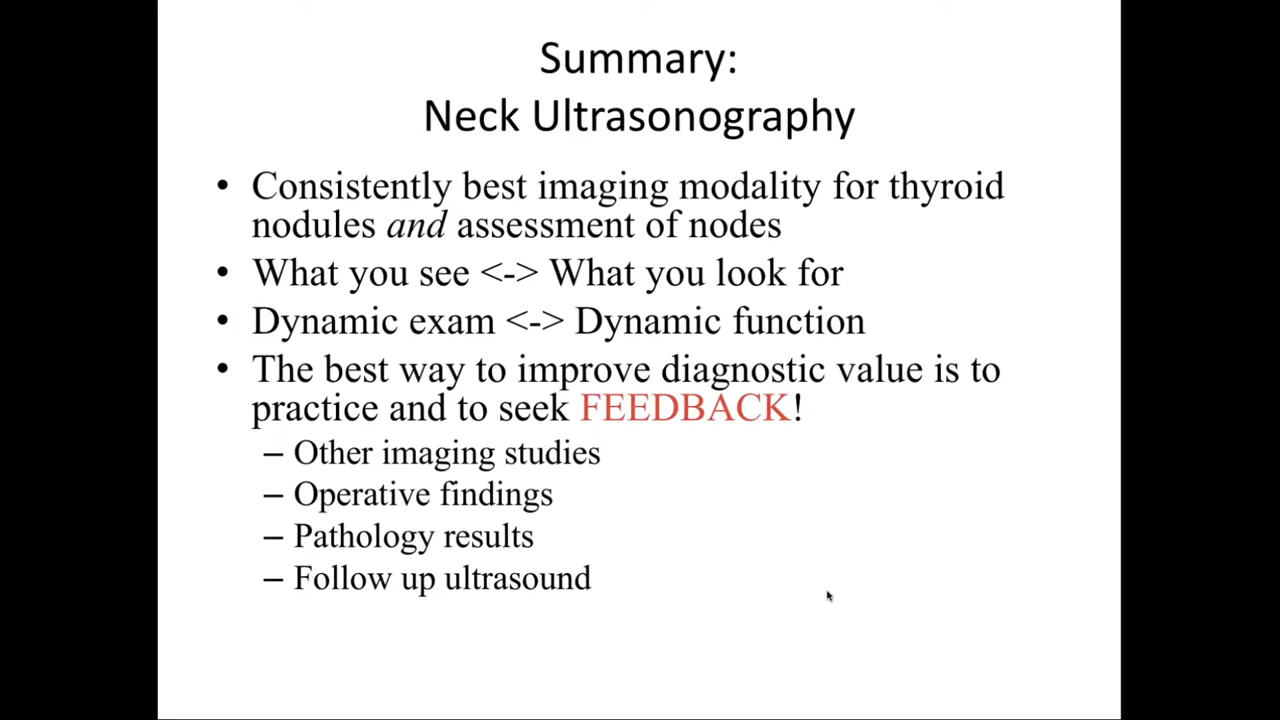 Summary:
Neck Ultrasonography
• Consistently best imaging modality for thyroid
nodules and assessment of nodes
• What you see <-> What you look for
• Dynamic exam <-> Dynamic function
• The best way to improve diagnostic value is to
practice and to seek FEEDBACK!
– Other imaging studies
– Operative findings
– Pathology results
– Follow up ultrasound